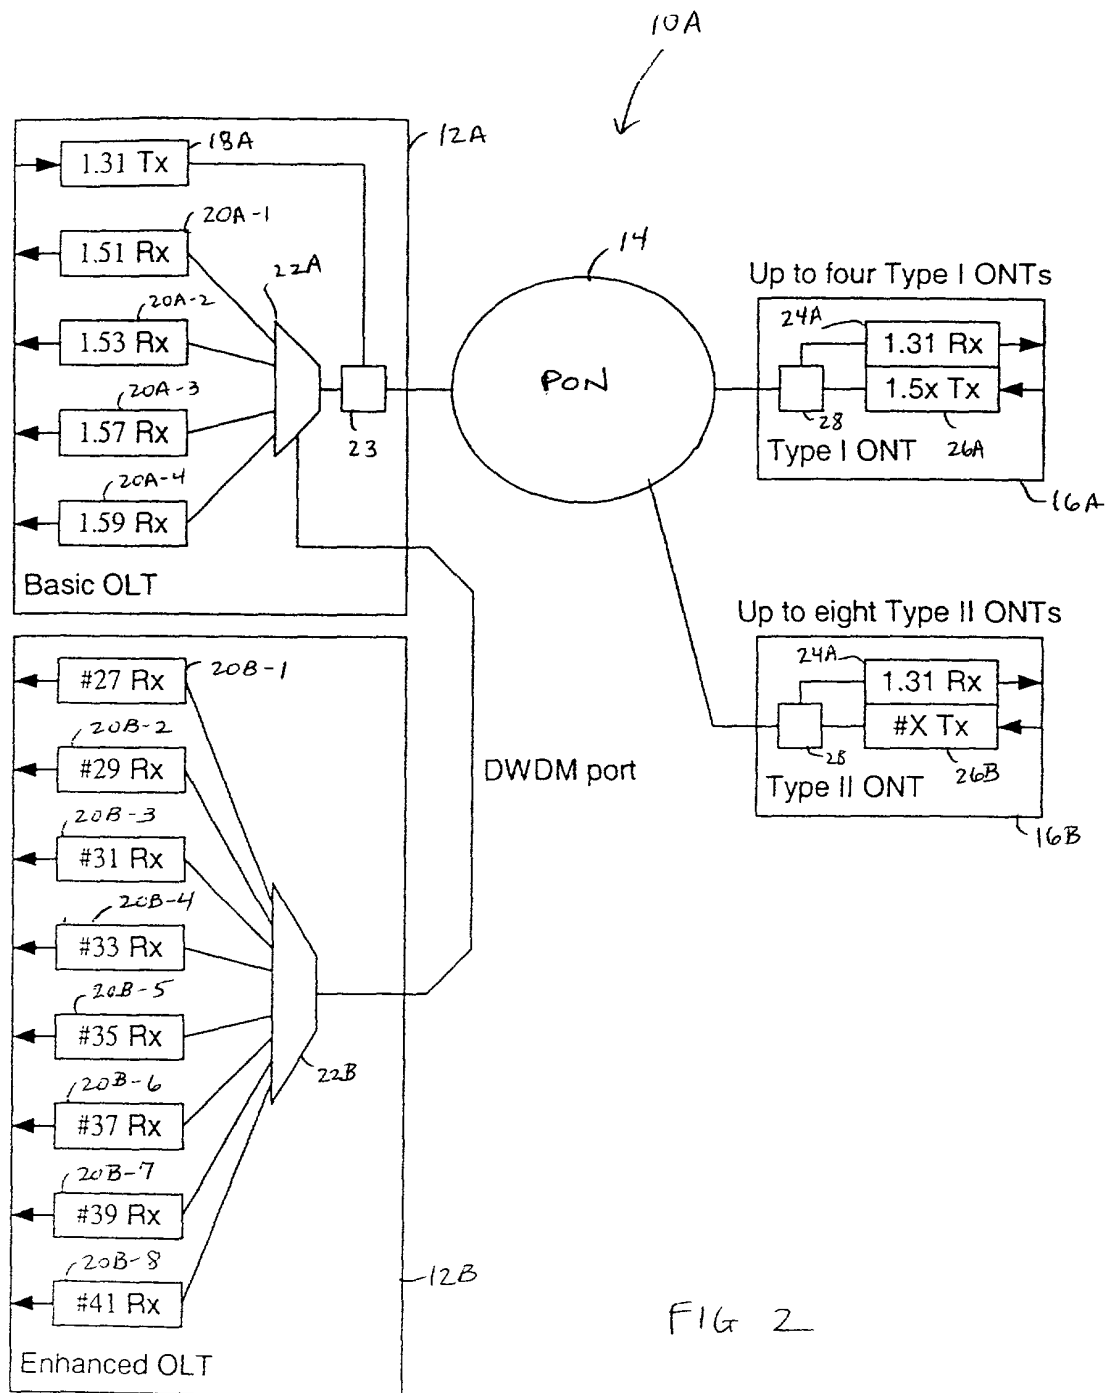 10A
12A
18A
1.31 Tx
20A-1
1.51 Rx
22A
20A-2
1.53 Rx
20A-3
1.57 Rx
23
20A-4
1.59 Rx
Basic OLT
14
PON
Up to four Type I ONTs
24A
1.31 Rx
1.5x Tx
28
26A
Type I ONT
16A
Up to eight Type II ONTs
24A
1.31 Rx
#X Tx
28
26B
Type II ONT
16B
DWDM port
20B-1
#27 Rx
20B-2
#29 Rx
20B-3
#31 Rx
20B-4
#33 Rx
20B-5
#35 Rx
22B
20B-6
#37 Rx
20B-7
#39 Rx
20B-8
#41 Rx
12B
Enhanced OLT
FIG 2